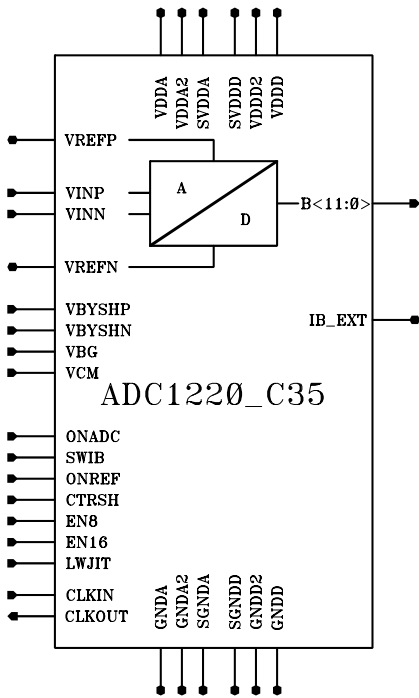 VDDA
VDDA2
SVDDA
SVDDD
VDDD2
VDDD
VREFP
VINP
VINN
A
D
B<11:0>
VREFN
VBYSHP
VBYSHN
VBG
VCM
IB_EXT
ADC1220_C35
ONADC
SWIB
ONREF
CTRSH
EN8
EN16
LWJIT
CLKIN
CLKOUT
GNDA
GNDA2
SGNDA
SGNDD
GNDD2
GNDD